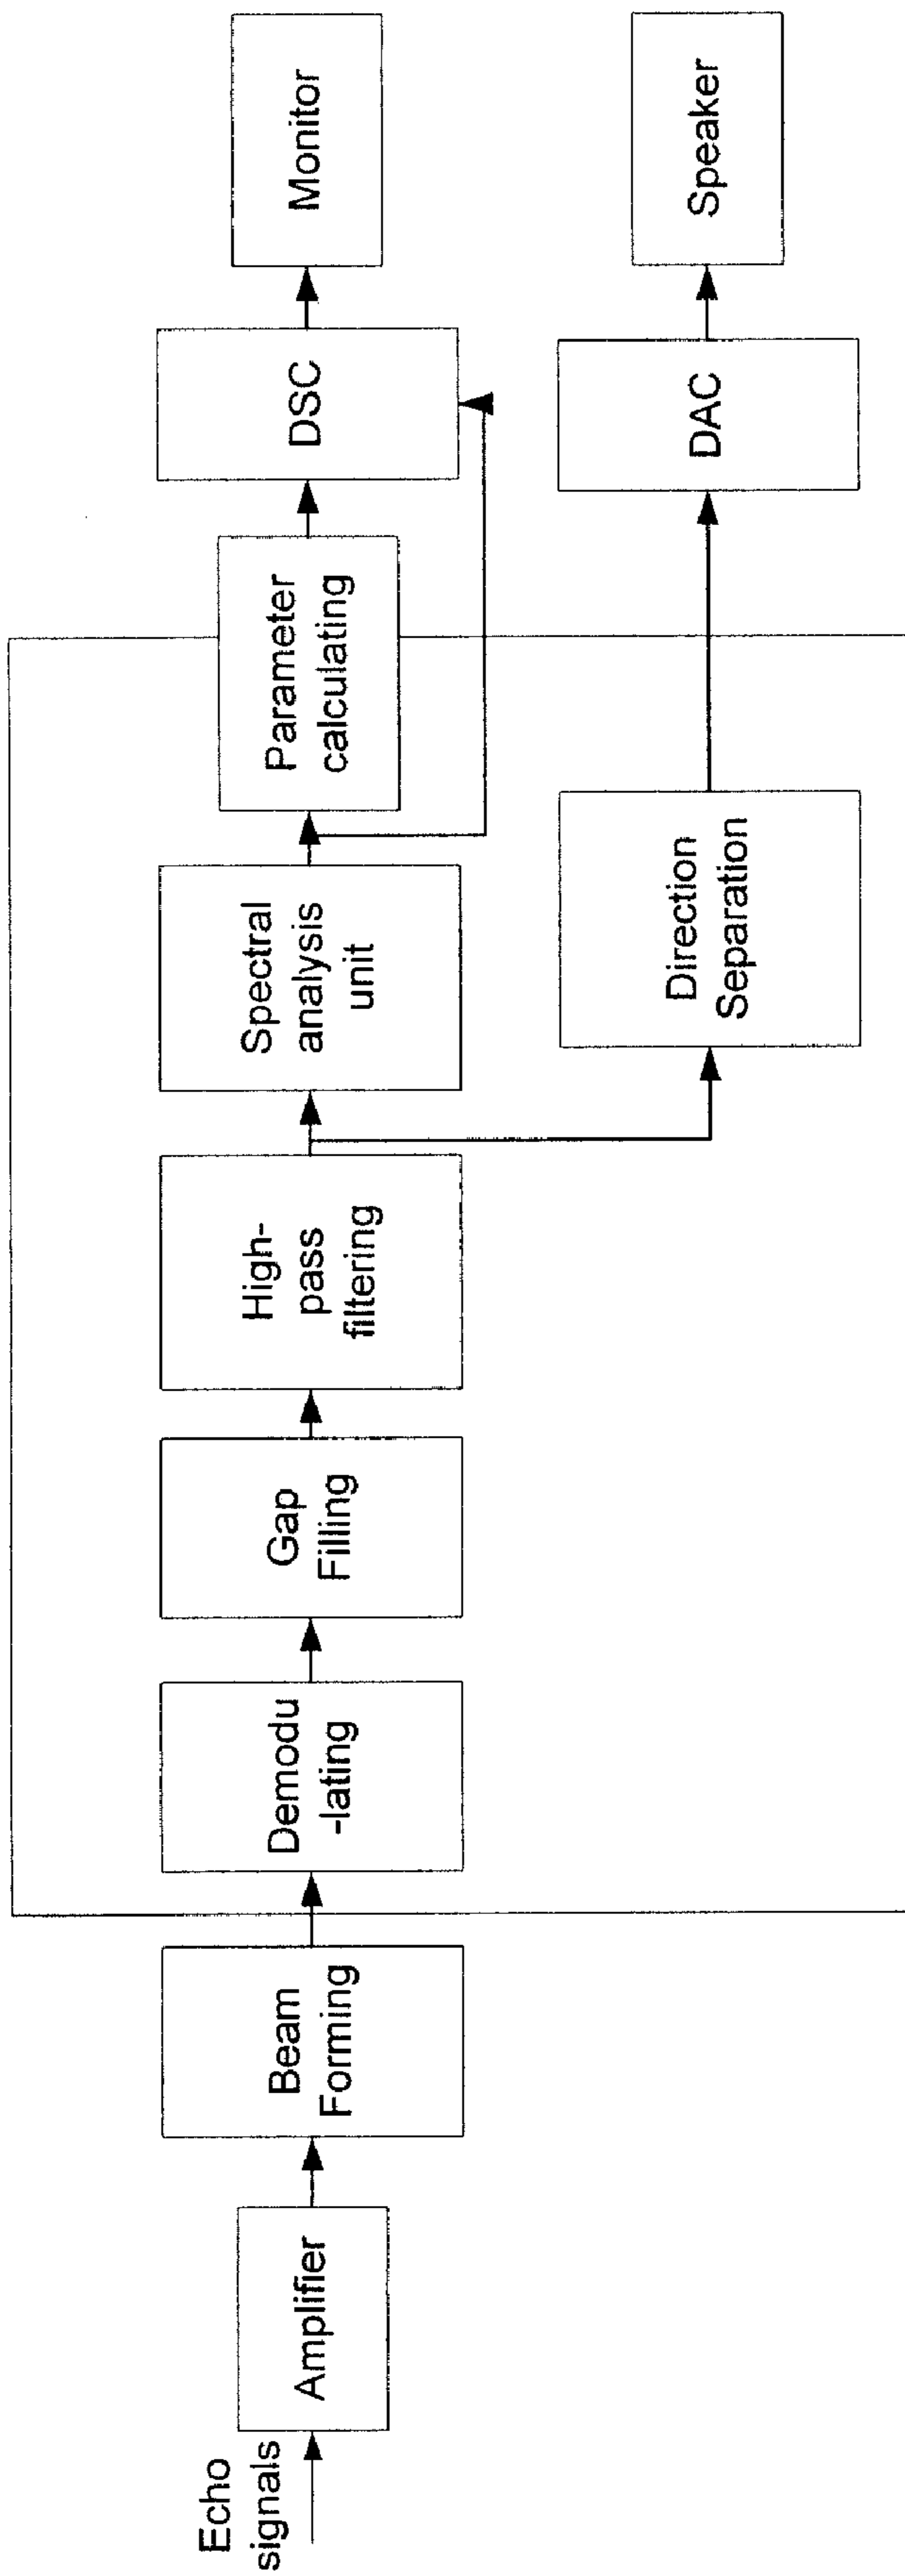 Echo
signals
Amplifier
Beam
Forming
Demodu
-lating
Gap
Filling
High-
pass
filtering
Spectral
analysis
unit
Parameter
calculating
DSC
Monitor
Direction
Separation
DAC
Speaker